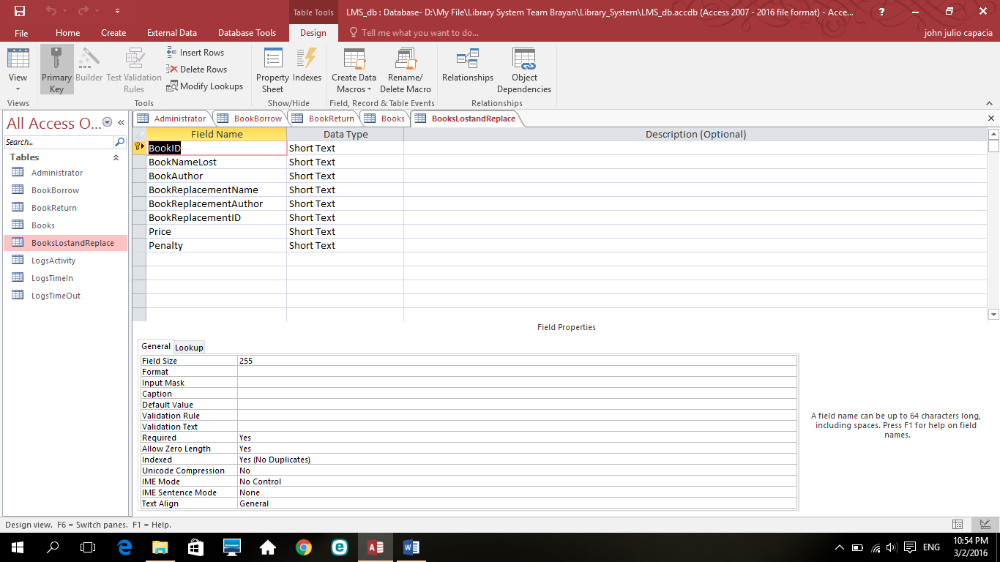 Table Tools
LMS_db : Database- D:\My File\Library System Team Brayan\Library_System\LMS_db.accdb (Access 2007 - 2016 file format) - Acce...
?
File
Home
Create
External Data
Database Tools
Design
Tell me what you want to do...
john julio capacia
View
Primary Key
Builder
Test Validation Rules
Insert Rows
Delete Rows
Modify Lookups
Property Sheet
Indexes
Create Data Macros
Rename/ Delete Macro
Relationships
Object Dependencies
Views
Tools
Show/Hide
Field, Record & Table Events
Relationships
All Access O...
Search...
Tables
Administrator
BookBorrow
BookReturn
Books
BooksLostandReplace
LogsActivity
LogsTimeIn
LogsTimeOut
Administrator
BookBorrow
BookReturn
Books
BooksLostandReplace
Field Name Data Type Description (Optional)
BookID Short Text
BookNameLost Short Text
BookAuthor Short Text
BookReplacementName Short Text
BookReplacementAuthor Short Text
BookReplacementID Short Text
Price Short Text
Penalty Short Text
Field Properties
General Lookup
Field Size 255
Format
Input Mask
Caption
Default Value
Validation Rule
Validation Text
Required Yes
Allow Zero Length Yes
Indexed Yes (No Duplicates)
Unicode Compression No
IME Mode No Control
IME Sentence Mode None
Text Align General
A field name can be up to 64 characters long,
including spaces. Press F1 for help on field
names.
Design view. F6 = Switch panes. F1 = Help.
ENG
10:54 PM
3/2/2016